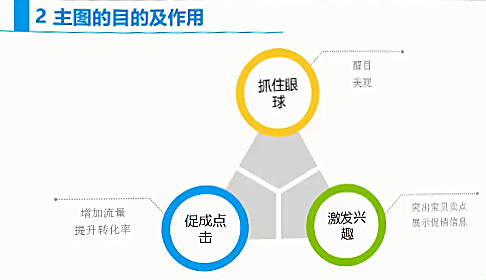 2 主图的目的及作用
抓住眼
球
醒目
美观
促成点
击
增加流量
提升转化率
激发兴
趣
突出宝贝卖点
展示促销信息